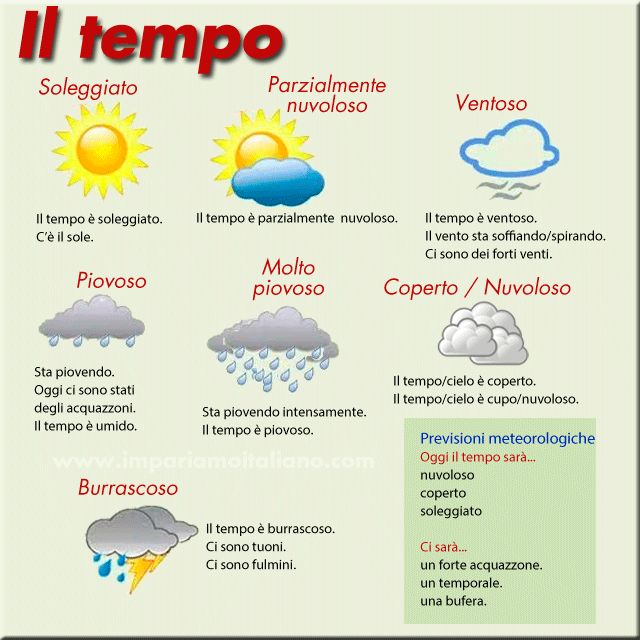 Il tempo
Soleggiato
Il tempo è soleggiato.
C'è il sole.
Parzialmente
nuvoloso
Il tempo è parzialmente nuvoloso.
Ventoso
Il tempo è ventoso.
Il vento sta soffiando/spirando.
Ci sono dei forti venti.
Piovoso
Sta piovendo.
Oggi ci sono stati
degli acquazzoni.
Il tempo è umido.
Molto
piovoso
Sta piovendo intensamente.
Il tempo è piovoso.
Coperto / Nuvoloso
Il tempo/cielo è coperto.
Il tempo/cielo è cupo/nuvoloso.
www.impariamoitaliano.com
Burrascoso
Il tempo è burrascoso.
Ci sono tuoni.
Ci sono fulmini.
Previsioni meteorologiche
Oggi il tempo sarà...
nuvoloso
coperto
soleggiato
Ci sarà...
un forte acquazzone.
un temporale.
una bufera.